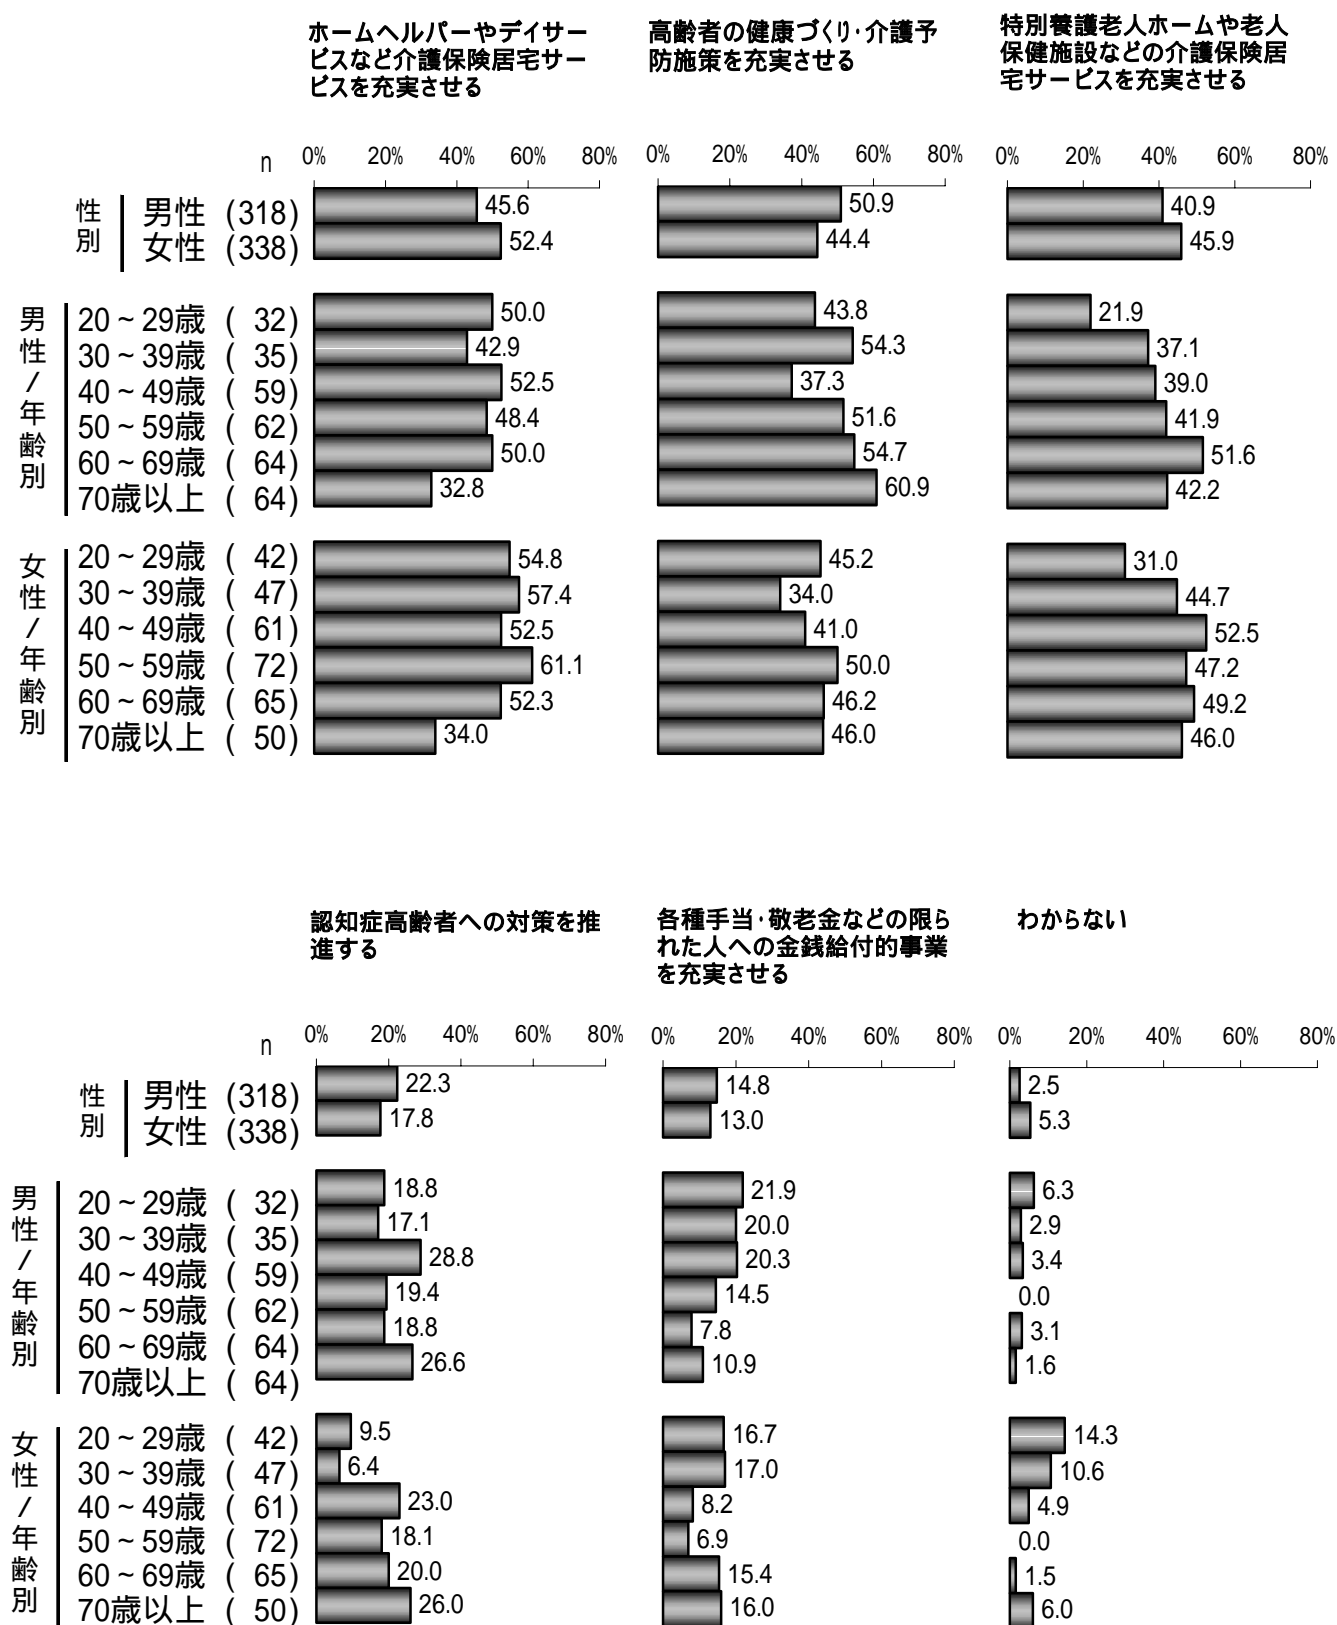 ホームヘルパーやデイサー
ビスなど介護保険居宅サー
ビスを充実させる
高齢者の健康づくり・介護予
防施策を充実させる
特別養護老人ホームや老人
保健施設などの介護保険居
宅サービスを充実させる
n 0% 20% 40% 60% 80% 0% 20% 40% 60% 80% 0% 20% 40% 60% 80%
性別
男性 (318) 45.6 50.9 40.9
女性 (338) 52.4 44.4 45.9
男性/年齢別
20~29歳 ( 32) 50.0 43.8 21.9
30~39歳 ( 35) 42.9 54.3 37.1
40~49歳 ( 59) 52.5 37.3 39.0
50~59歳 ( 62) 48.4 51.6 41.9
60~69歳 ( 64) 50.0 54.7 51.6
70歳以上 ( 64) 32.8 60.9 42.2
女性/年齢別
20~29歳 ( 42) 54.8 45.2 31.0
30~39歳 ( 47) 57.4 34.0 44.7
40~49歳 ( 61) 52.5 41.0 52.5
50~59歳 ( 72) 61.1 50.0 47.2
60~69歳 ( 65) 52.3 46.2 49.2
70歳以上 ( 50) 34.0 46.0 46.0
認知症高齢者への対策を推
進する
各種手当・敬老金などの限ら
れた人への金銭給付的事業
を充実させる
わからない
n 0% 20% 40% 60% 80% 0% 20% 40% 60% 80% 0% 20% 40% 60% 80%
性別
男性 (318) 22.3 14.8 2.5
女性 (338) 17.8 13.0 5.3
男性/年齢別
20~29歳 ( 32) 18.8 21.9 6.3
30~39歳 ( 35) 17.1 20.0 2.9
40~49歳 ( 59) 28.8 20.3 3.4
50~59歳 ( 62) 19.4 14.5 0.0
60~69歳 ( 64) 18.8 7.8 3.1
70歳以上 ( 64) 26.6 10.9 1.6
女性/年齢別
20~29歳 ( 42) 9.5 16.7 14.3
30~39歳 ( 47) 6.4 17.0 10.6
40~49歳 ( 61) 23.0 8.2 4.9
50~59歳 ( 72) 18.1 6.9 0.0
60~69歳 ( 65) 20.0 15.4 1.5
70歳以上 ( 50) 26.0 16.0 6.0